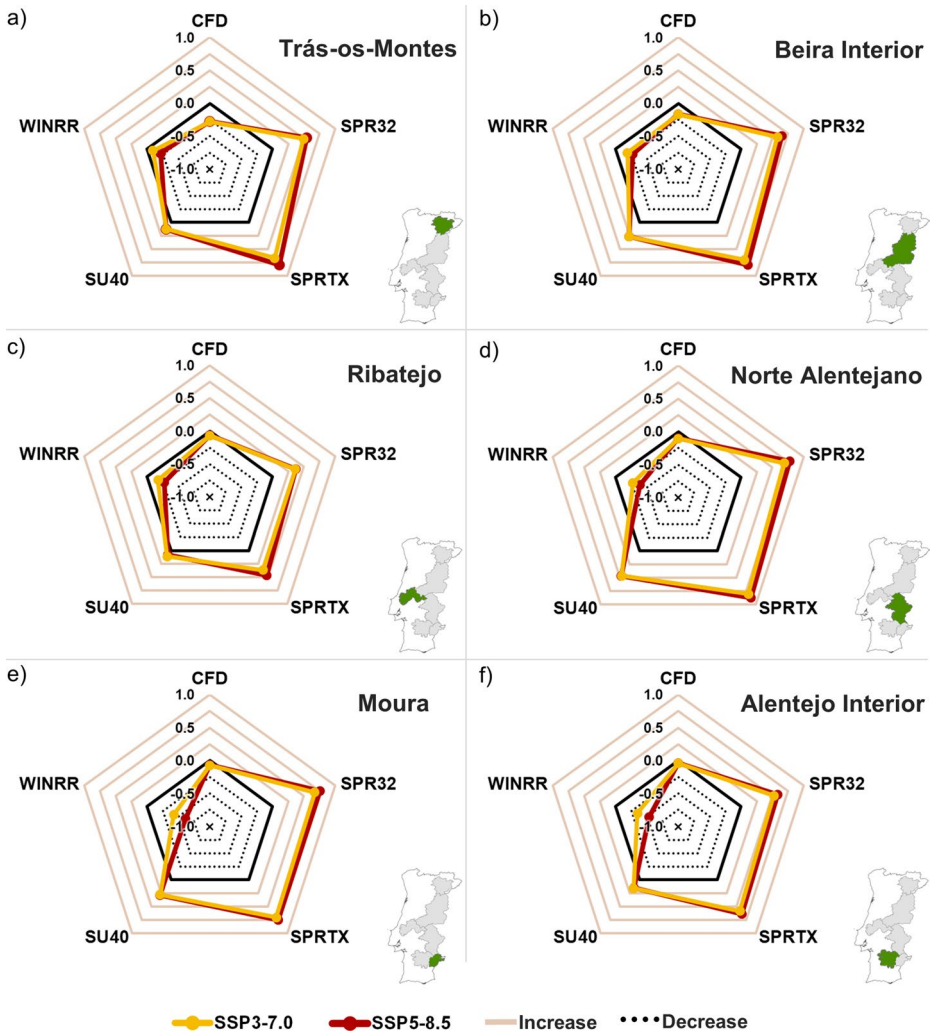 a)
CFD
Trás-os-Montes
1.0
0.5
0.0
-0.5
-1.0
WINRR
SPR32
SU40
SPRTX
b)
CFD
Beira Interior
1.0
0.5
0.0
-0.5
-1.0
WINRR
SPR32
SU40
SPRTX
c)
CFD
Ribatejo
1.0
0.5
0.0
-0.5
-1.0
WINRR
SPR32
SU40
SPRTX
d)
CFD
Norte Alentejano
1.0
0.5
0.0
-0.5
-1.0
WINRR
SPR32
SU40
SPRTX
e)
CFD
Moura
1.0
0.5
0.0
-0.5
-1.0
WINRR
SPR32
SU40
SPRTX
f)
CFD
Alentejo Interior
1.0
0.5
0.0
-0.5
-1.0
WINRR
SPR32
SU40
SPRTX
SSP3-7.0 SSP5-8.5 Increase Decrease